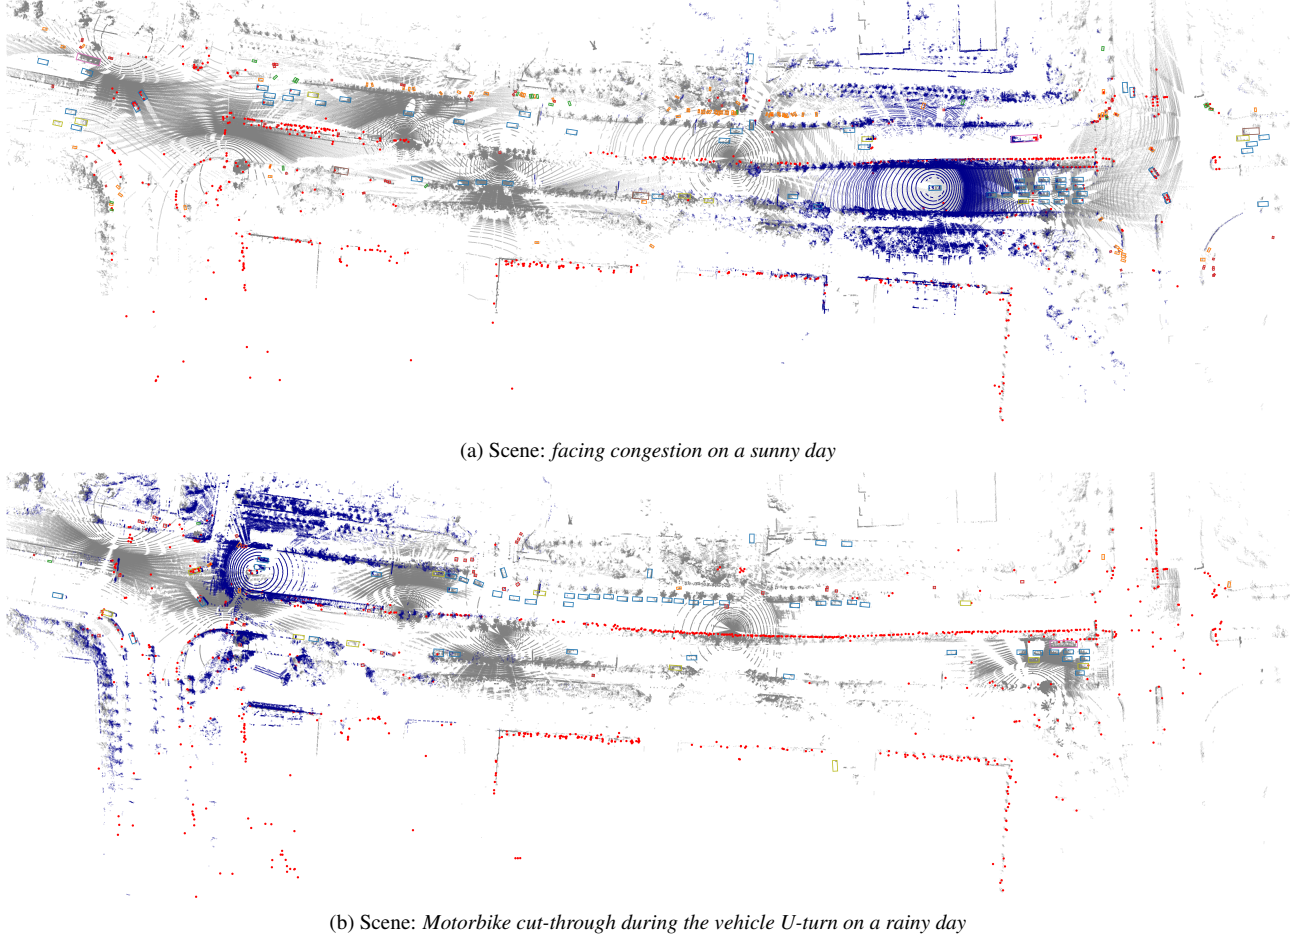 (a) Scene: facing congestion on a sunny day
(b) Scene: Motorbike cut-through during the vehicle U-turn on a rainy day